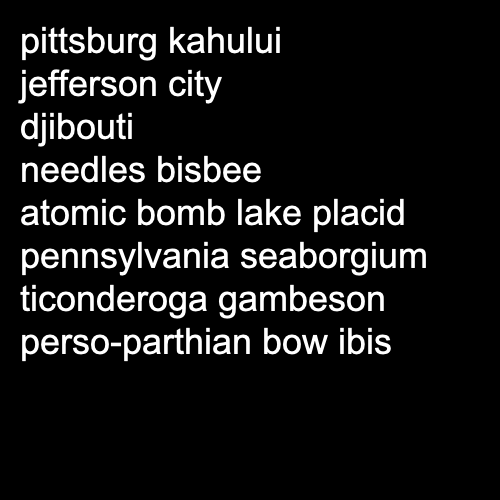 pittsburg kahului
jefferson city
djibouti
needles bisbee
atomic bomb lake placid
pennsylvania seaborgium
ticonderoga gambeson
perso-parthian bow ibis